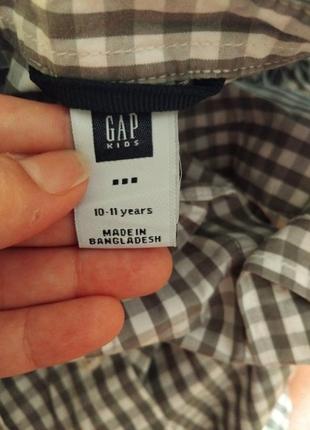 GAP
KIDS
10-11 years
MADE IN
BANGLADESH